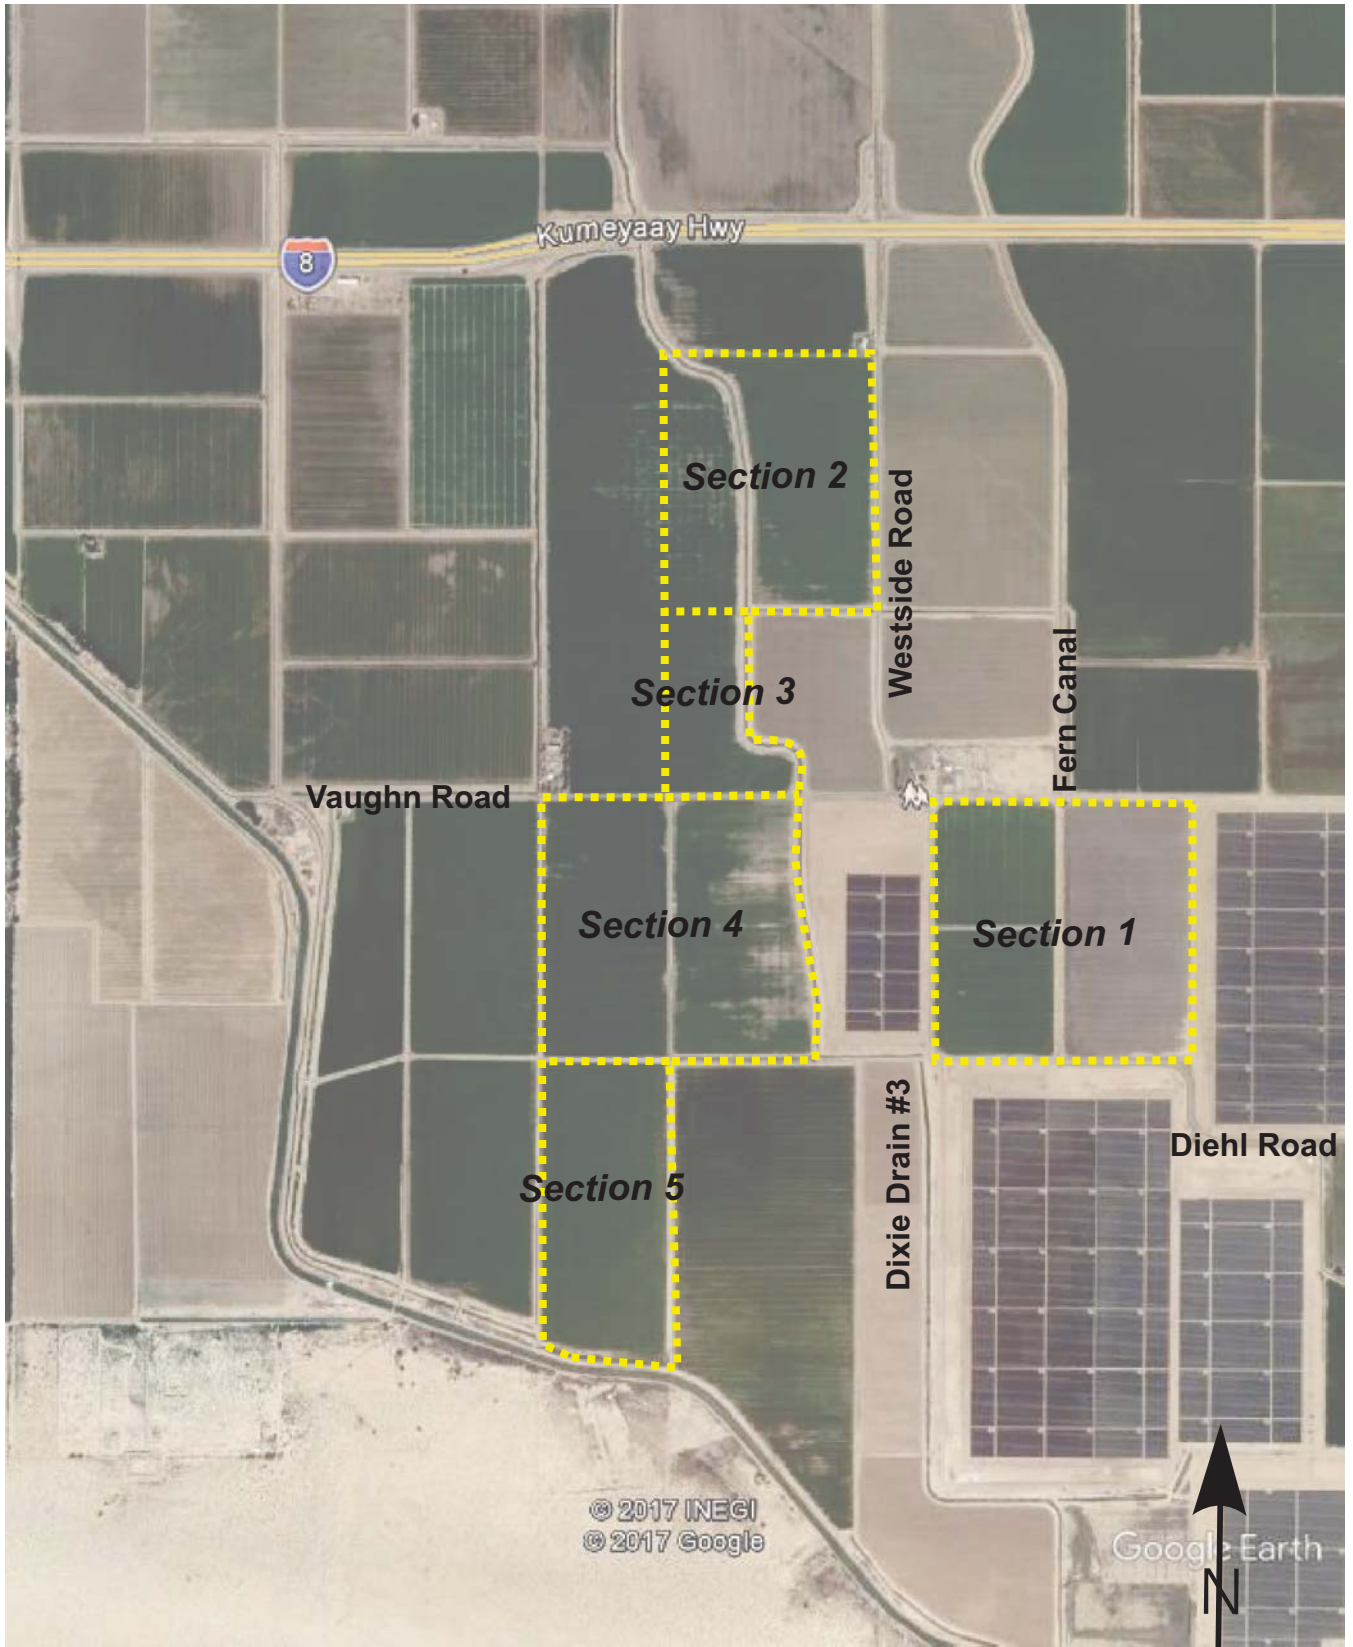 Kumeyaay Hwy
8
Section 2
Westside Road
Section 3
Fern Canal
Vaughn Road
Section 4
Section 1
Dixie Drain #3
Diehl Road
Section 5
© 2017 INEGI
© 2017 Google
Google Earth
N